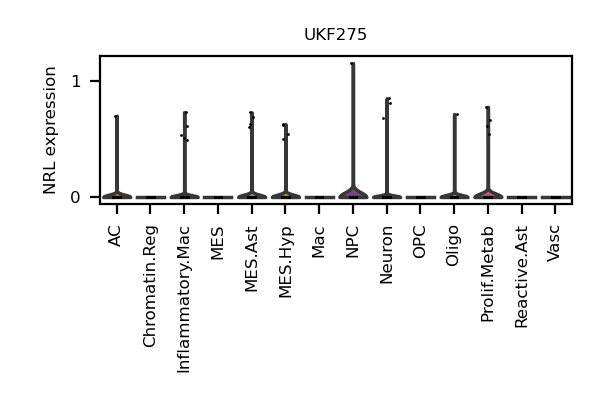 UKF275
NRL expression
1
0
AC
Chromatin.Reg
Inflammatory.Mac
MES
MES.Ast
MES.Hyp
Mac
NPC
Neuron
OPC
Oligo
Prolif.Metab
Reactive.Ast
Vasc